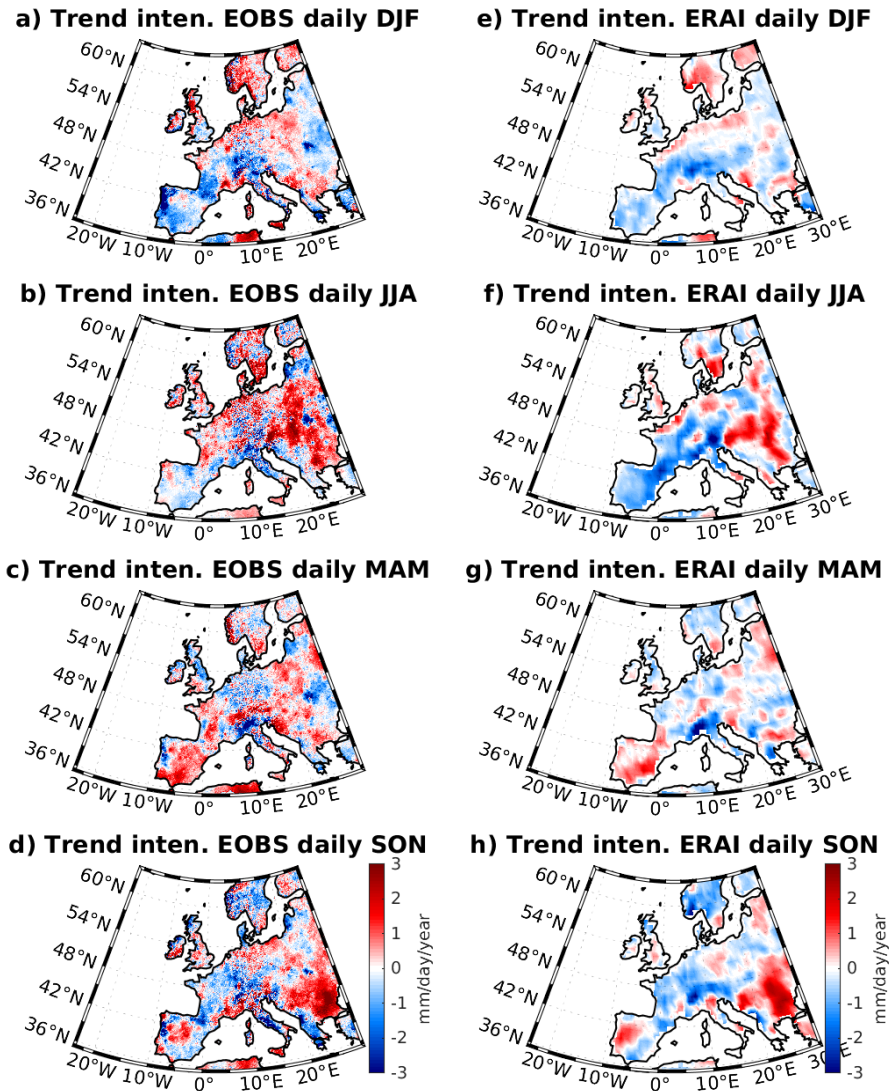 a) Trend inten. EOBS daily DJF
60°N
54°N
48°N
42°N
36°N
20°W
10°W
0°
10°E
20°E
e) Trend inten. ERAI daily DJF
60°N
54°N
48°N
42°N
36°N
20°W
10°W
0°
10°E
20°E
30°E
b) Trend inten. EOBS daily JJA
60°N
54°N
48°N
42°N
36°N
20°W
10°W
0°
10°E
20°E
f) Trend inten. ERAI daily JJA
60°N
54°N
48°N
42°N
36°N
20°W
10°W
0°
10°E
20°E
30°E
c) Trend inten. EOBS daily MAM
60°N
54°N
48°N
42°N
36°N
20°W
10°W
0°
10°E
20°E
g) Trend inten. ERAI daily MAM
60°N
54°N
48°N
42°N
36°N
20°W
10°W
0°
10°E
20°E
30°E
d) Trend inten. EOBS daily SON
60°N
54°N
48°N
42°N
36°N
20°W
10°W
0°
10°E
20°E
3
2
1
0
-1
-2
-3
mm/day/year
h) Trend inten. ERAI daily SON
60°N
54°N
48°N
42°N
36°N
20°W
10°W
0°
10°E
20°E
30°E
3
2
1
0
-1
-2
-3
mm/day/year